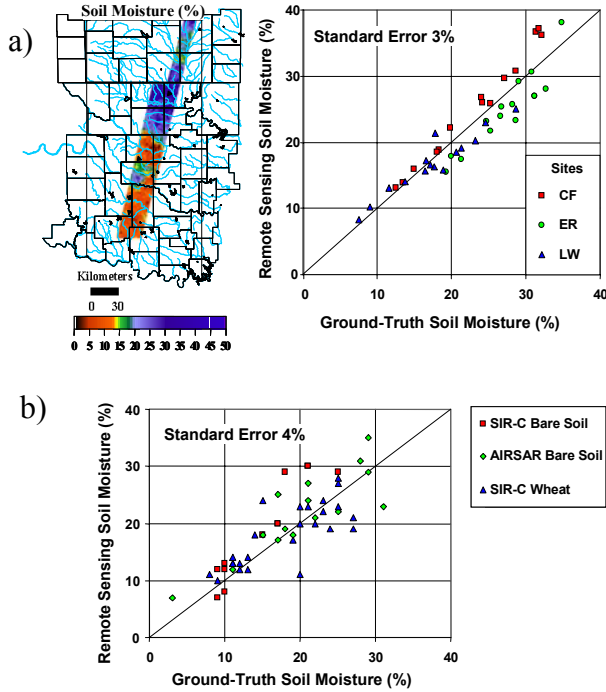 a)
Soil Moisture (%)
Kilometers
0 30
0 5 10 15 20 25 30 35 40 45 50
Remote Sensing Soil Moisture (%)
40
30
20
10
0
Standard Error 3%
Sites
CF
ER
LW
0 10 20 30 40
Ground-Truth Soil Moisture (%)
b)
Remote Sensing Soil Moisture (%)
40
30
20
10
0
Standard Error 4%
SIR-C Bare Soil
AIRSAR Bare Soil
SIR-C Wheat
0 10 20 30 40
Ground-Truth Soil Moisture (%)